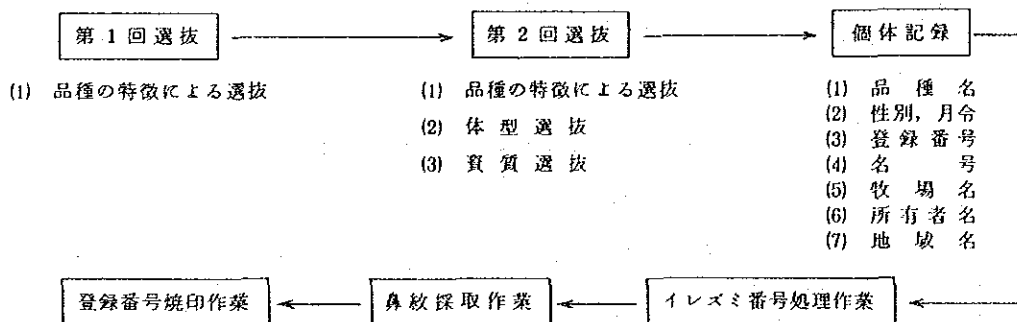 第1回選抜
第2回選抜
個体記録
(1) 品種の特徴による選抜
(1) 品種の特徴による選抜
(2) 体型選抜
(3) 資質選抜
(1) 品種名
(2) 性別,月令
(3) 登録番号
(4) 名号
(5) 牧場名
(6) 所有者名
(7) 地域名
登録番号焼印作業
鼻紋採取作業
イレズミ番号処理作業